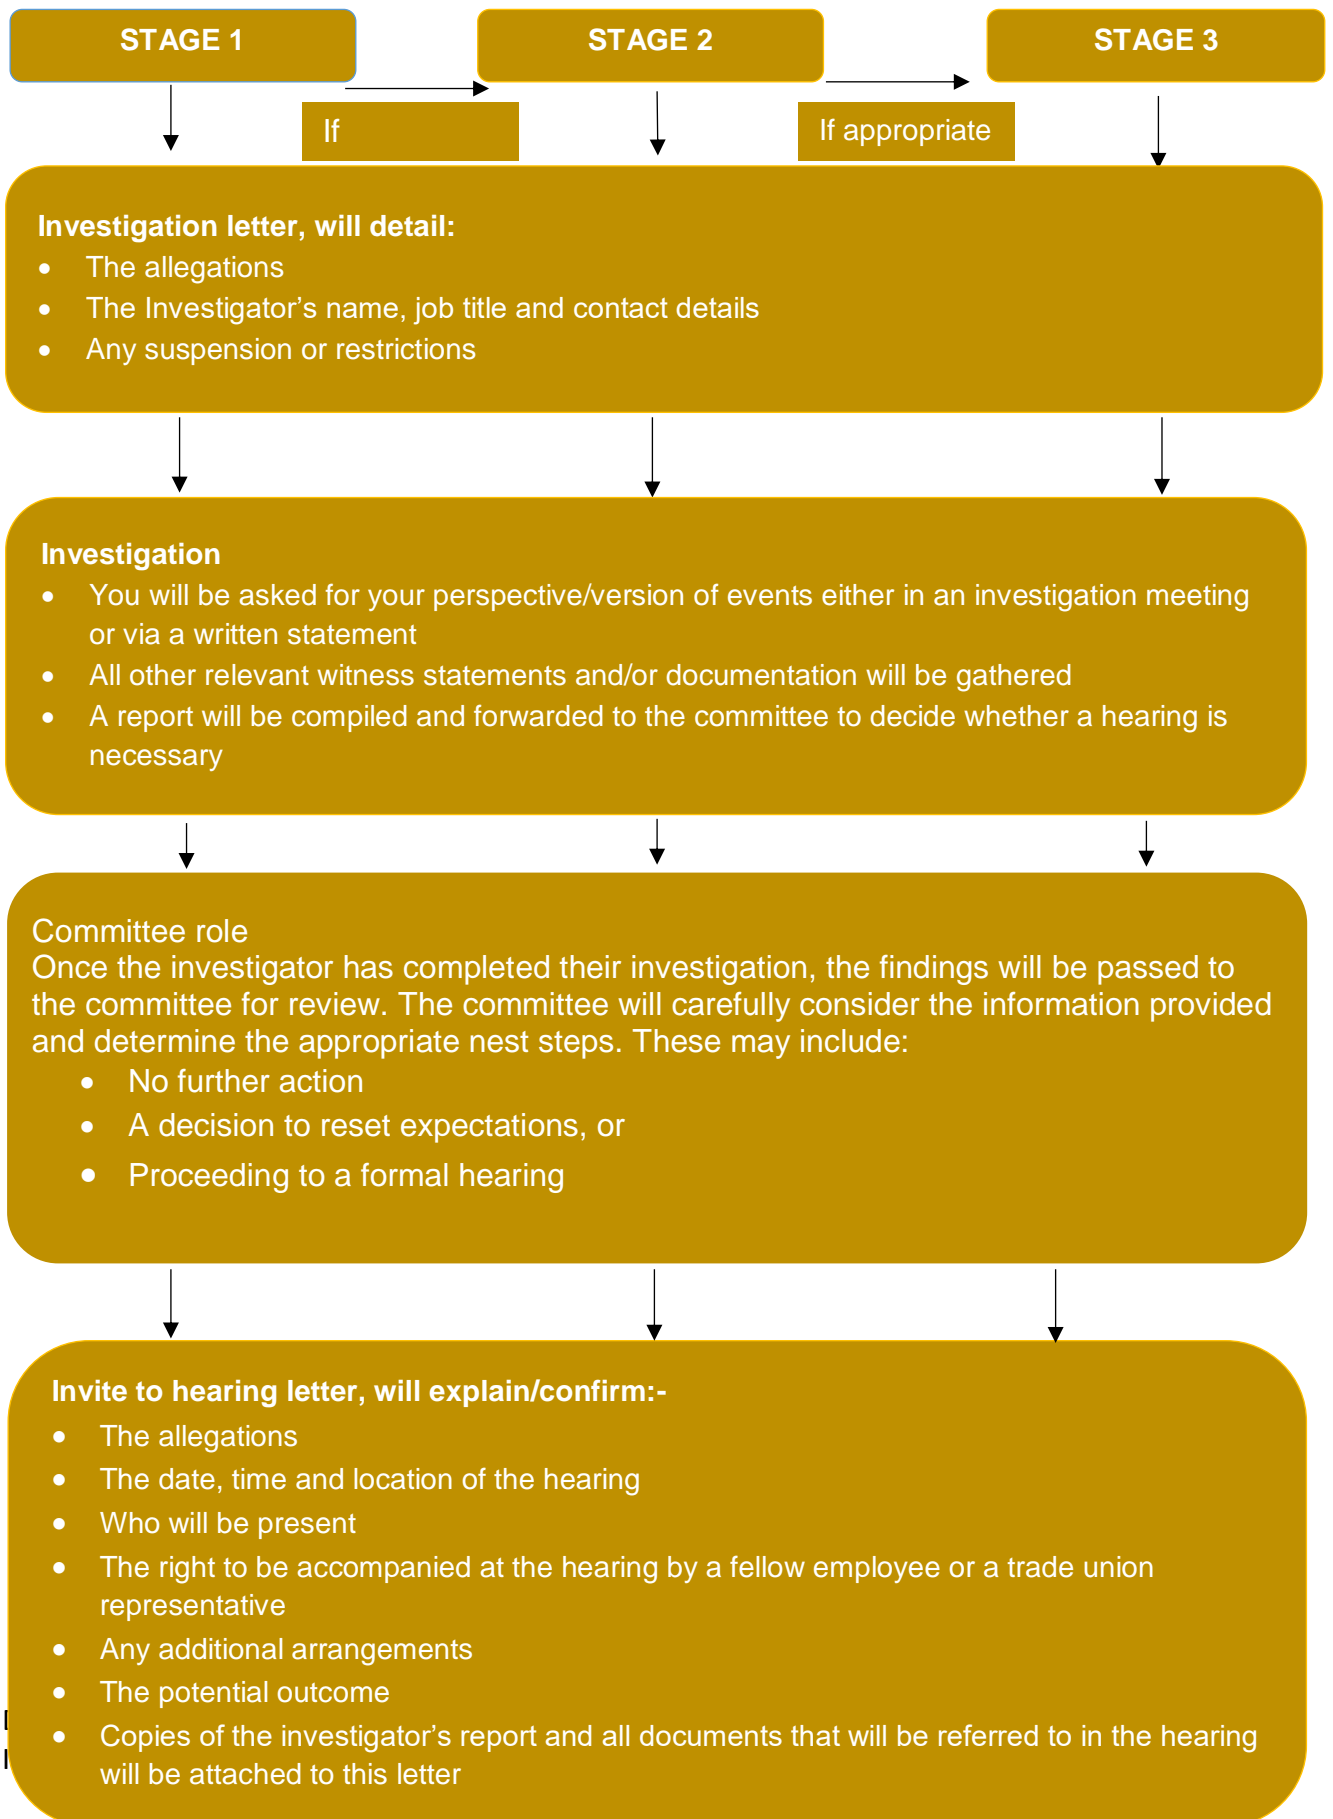 STAGE 1
STAGE 2
STAGE 3
If
If appropriate
Investigation letter, will detail:
• The allegations
• The Investigator’s name, job title and contact details
• Any suspension or restrictions
Investigation
• You will be asked for your perspective/version of events either in an investigation meeting
or via a written statement
• All other relevant witness statements and/or documentation will be gathered
• A report will be compiled and forwarded to the committee to decide whether a hearing is
necessary
Committee role
Once the investigator has completed their investigation, the findings will be passed to
the committee for review. The committee will carefully consider the information provided
and determine the appropriate nest steps. These may include:
• No further action
• A decision to reset expectations, or
• Proceeding to a formal hearing
Invite to hearing letter, will explain/confirm:-
• The allegations
• The date, time and location of the hearing
• Who will be present
• The right to be accompanied at the hearing by a fellow employee or a trade union
representative
• Any additional arrangements
• The potential outcome
• Copies of the investigator’s report and all documents that will be referred to in the hearing
will be attached to this letter